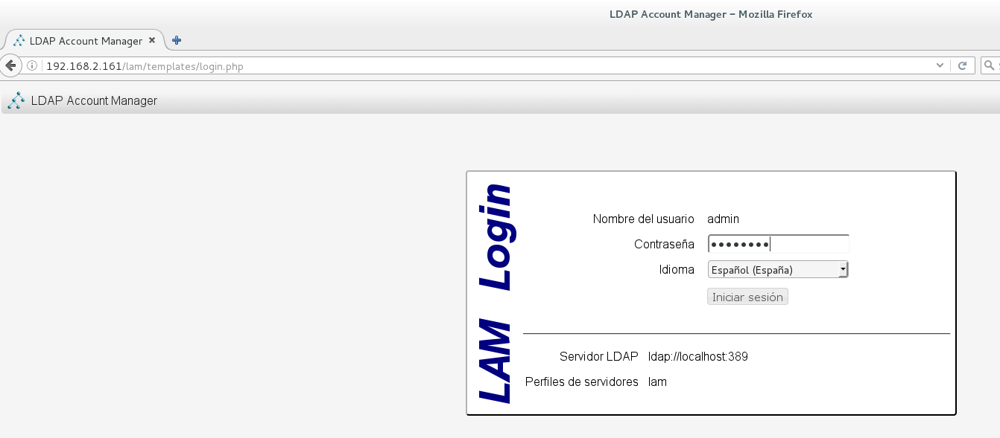 LDAP Account Manager - Mozilla Firefox
LDAP Account Manager
192.168.2.161/lam/templates/login.php
LDAP Account Manager
LAM Login
Nombre del usuario admin
Contraseña ••••••••
Idioma Español (España)
Iniciar sesión
Servidor LDAP ldap://localhost:389
Perfiles de servidores lam